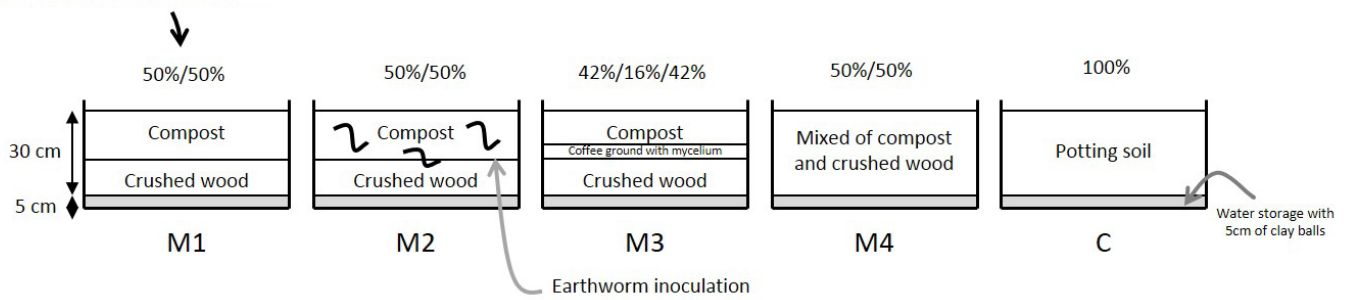 50%/50%
50%/50%
42%/16%/42%
50%/50%
100%
30 cm
5 cm
Compost
Crushed wood
Compost
Crushed wood
Compost
Coffee ground with mycelium
Crushed wood
Mixed of compost
and crushed wood
Potting soil
Water storage with
5cm of clay balls
M1
M2
M3
M4
C
Earthworm inoculation